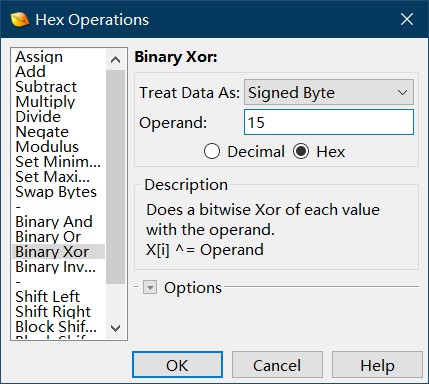 Hex Operations
Assign
Add
Subtract
Multiply
Divide
Negate
Modulus
Set Minim...
Set Maxi...
Swap Bytes
-
Binary And
Binary Or
Binary Xor
Binary Inv...
-
Shift Left
Shift Right
Block Shif...
Block Shif...
Binary Xor:
Treat Data As: Signed Byte
Operand: 15
Decimal Hex
Description
Does a bitwise Xor of each value
with the operand.
X[i] ^= Operand
Options
OK Cancel Help